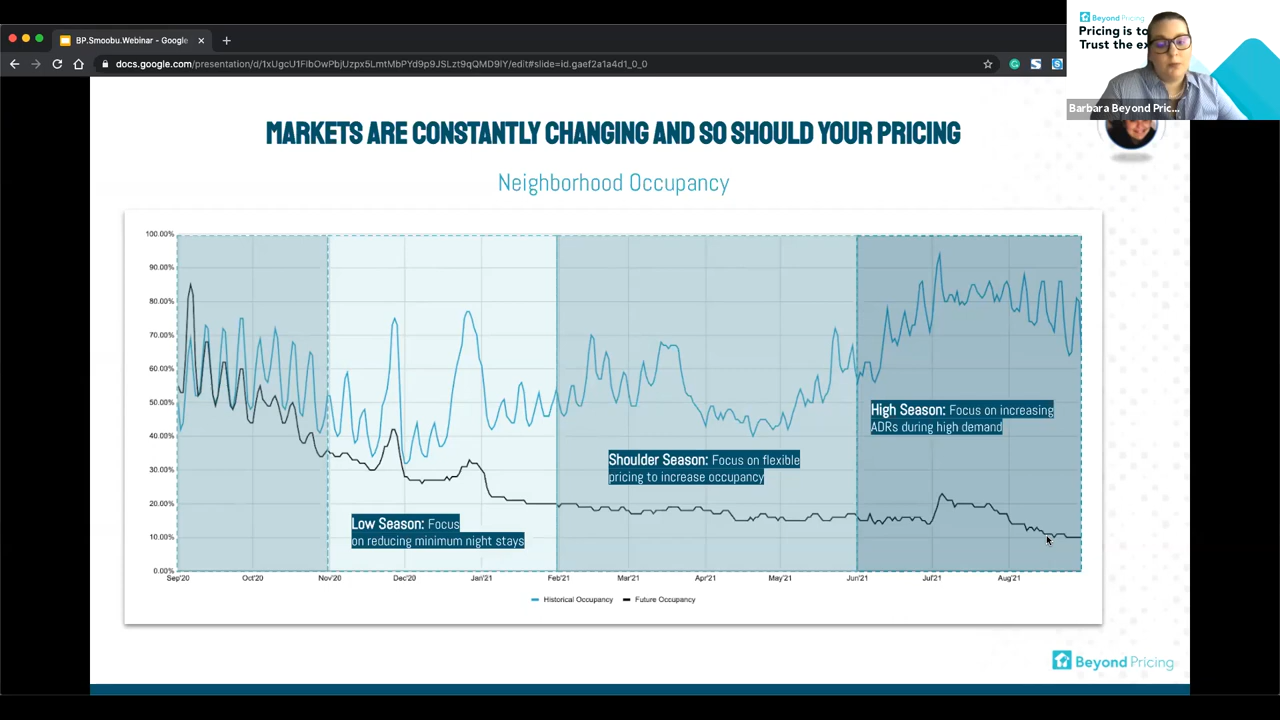 BP.Smoobu.Webinar - Google
docs.google.com/presentation/d/1xUgcU1FIbOwPbjUzpx5LmtMbPYd9p9JSLzt9qQMD9IY/edit#slide=id.gaef2a1a4d1_0_0
Beyond Pricing
Pricing is to
Trust the ex
Barbara Beyond Pric...
MARKETS ARE CONSTANTLY CHANGING AND SO SHOULD YOUR PRICING
Neighborhood Occupancy
100.00%
90.00%
80.00%
70.00%
60.00%
50.00%
40.00%
30.00%
20.00%
10.00%
0.00%
High Season: Focus on increasing
ADRs during high demand
Shoulder Season: Focus on flexible
pricing to increase occupancy
Low Season: Focus
on reducing minimum night stays
Sep'20 Oct'20 Nov'20 Dec'20 Jan'21 Feb'21 Mar'21 Apr'21 May'21 Jun'21 Jul'21 Aug'21
Historical Occupancy Future Occupancy
Beyond Pricing